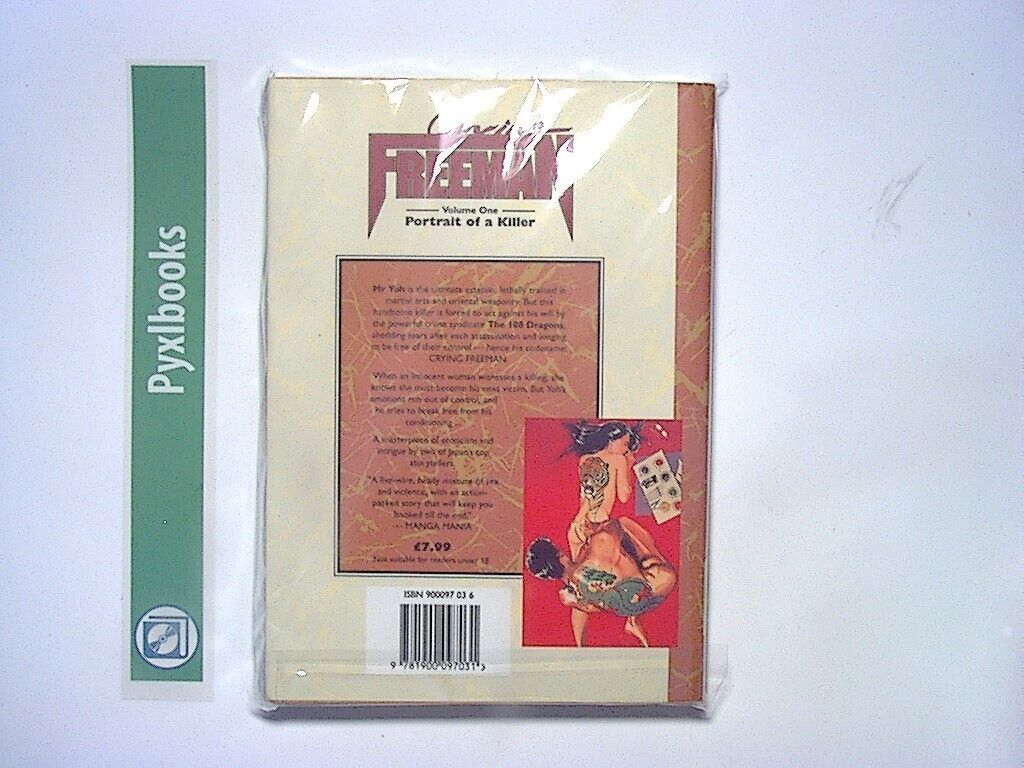 Pyxlbooks
Crying
FREEMAN
Volume One
Portrait of a Killer
Mr Yoh is the ultimate assassin, lethally trained in
martial arts and oriental weaponry. But this
handsome killer is forced to act against his will by
the powerful crime syndicate The 108 Dragons,
shedding tears after each assassination and longing
to be free of their control — hence his codename:
CRYING FREEMAN
When an innocent woman witnesses a killing, she
knows she must become his next victim. But Yoh's
emotions run out of control, and
he tries to break free from his
conditioning...
A masterpiece of eroticism and
intrigue by two of Japan's top
storytellers.
"A live-wire, heady mixture of sex
and violence, with an action-
packed story that will keep you
hooked till the end."
— MANGA MANIA
£7.99
Not suitable for readers under 18
ISBN 900097 03 6
9 781900 097031 >